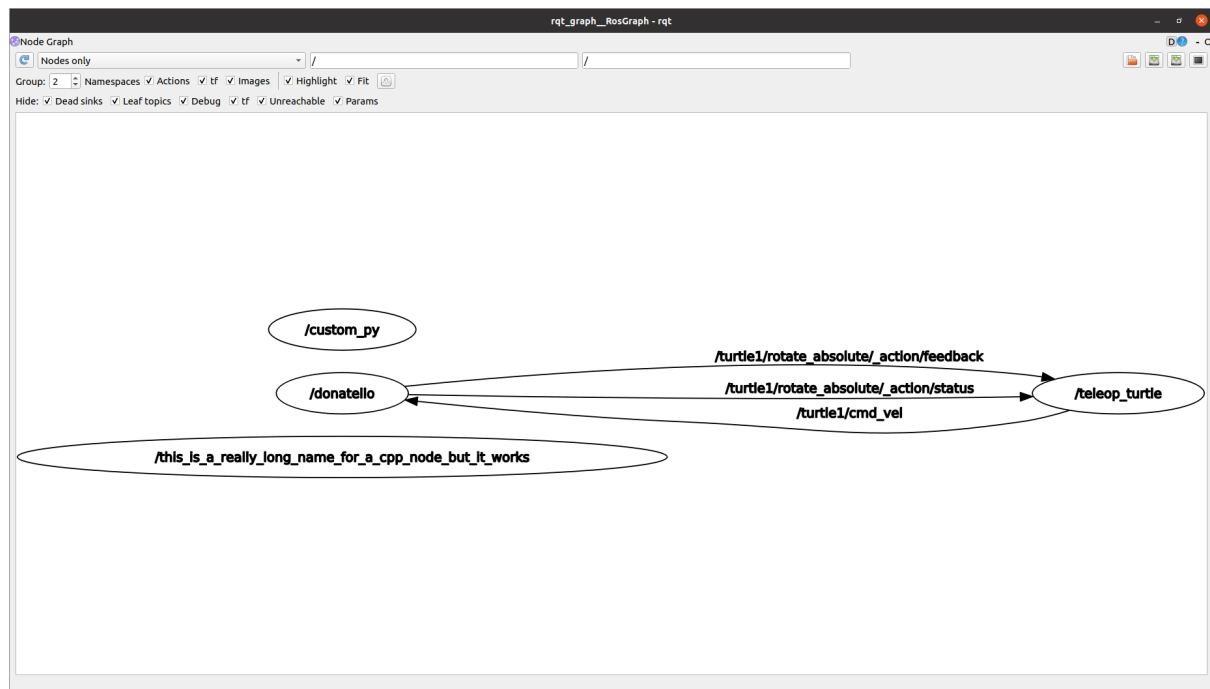 rqt_graph__RosGraph - rqt
Node Graph
D
- O
Nodes only
/
/
Group: 2 Namespaces Actions tf Images Highlight Fit
Hide: Dead sinks Leaf topics Debug tf Unreachable Params
/custom_py
/turtle1/rotate_absolute/_action/feedback
/donatello
/turtle1/rotate_absolute/_action/status
/teleop_turtle
/turtle1/cmd_vel
/this_is_a_really_long_name_for_a_cpp_node_but_it_works